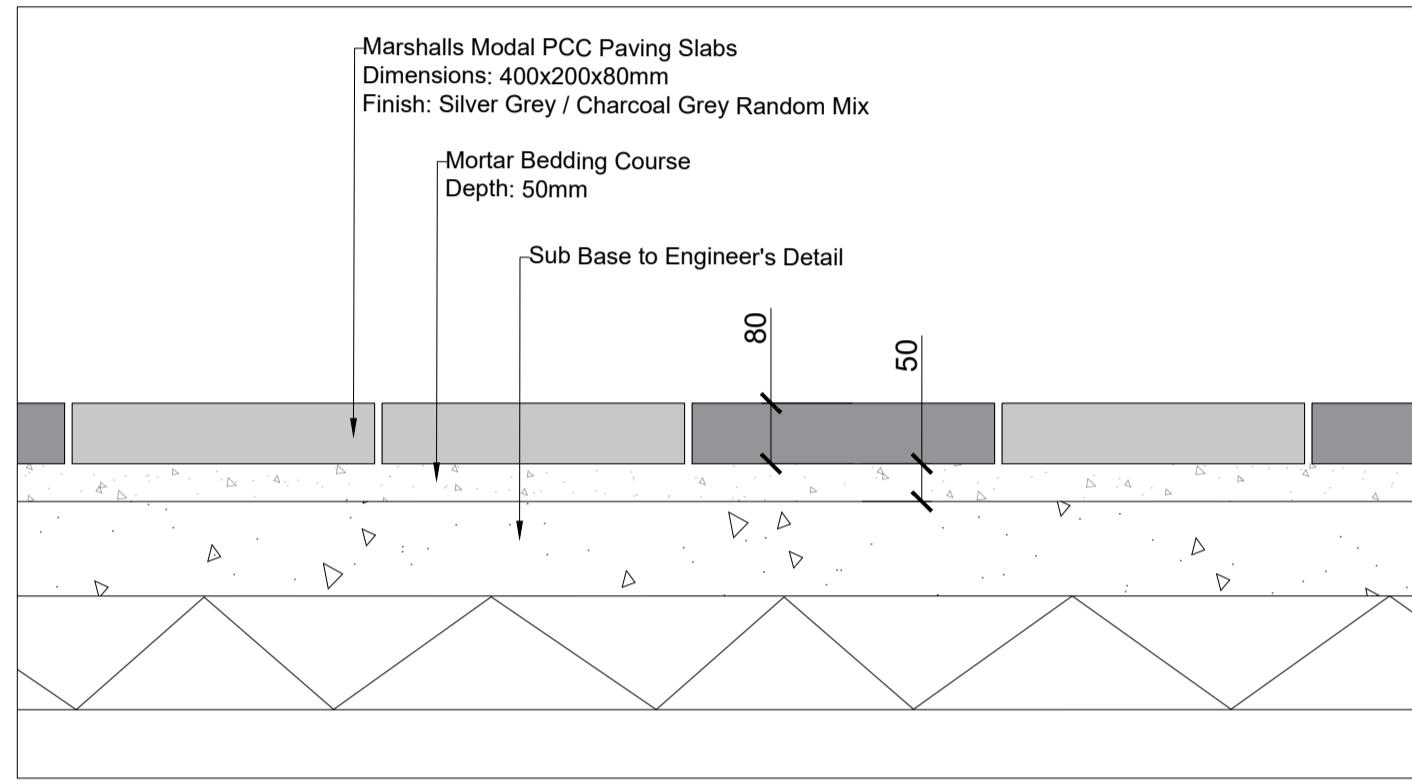 Marshalls Modal PCC Paving Slabs
Dimensions: 400x200x80mm
Finish: Silver Grey / Charcoal Grey Random Mix
Mortar Bedding Course
Depth: 50mm
Sub Base to Engineer's Detail
80
50